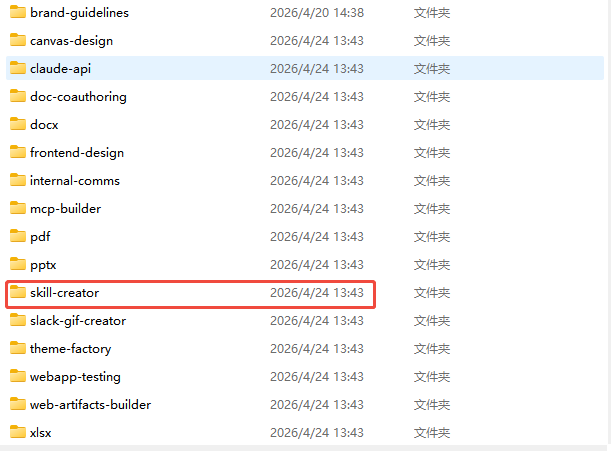 brand-guidelines 2026/4/20 14:38 文件夹
canvas-design 2026/4/24 13:43 文件夹
claude-api 2026/4/24 13:43 文件夹
doc-coauthoring 2026/4/24 13:43 文件夹
docx 2026/4/24 13:43 文件夹
frontend-design 2026/4/24 13:43 文件夹
internal-comms 2026/4/24 13:43 文件夹
mcp-builder 2026/4/24 13:43 文件夹
pdf 2026/4/24 13:43 文件夹
pptx 2026/4/24 13:43 文件夹
skill-creator 2026/4/24 13:43 文件夹
slack-gif-creator 2026/4/24 13:43 文件夹
theme-factory 2026/4/24 13:43 文件夹
webapp-testing 2026/4/24 13:43 文件夹
web-artifacts-builder 2026/4/24 13:43 文件夹
xlsx 2026/4/24 13:43 文件夹